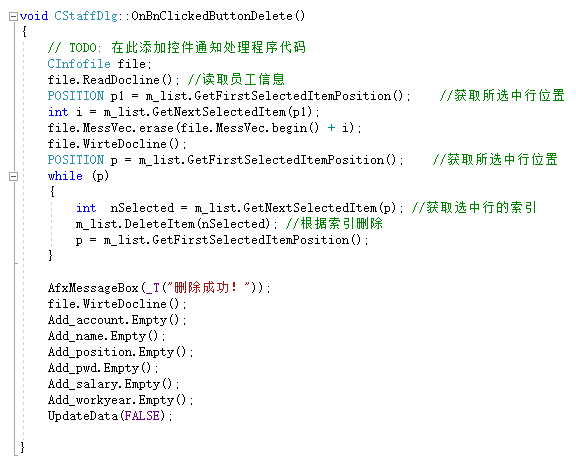 void CStaffDlg::OnBnClickedButtonDelete()
{
// TODO: 在此添加控件通知处理程序代码
CInfofile file;
file.ReadDocline(); //读取员工信息
POSITION p1 = m_list.GetFirstSelectedItemPosition(); //获取所选中行位置
int i = m_list.GetNextSelectedItem(p1);
file.MessVec.erase(file.MessVec.begin() + i);
file.WirteDocline();
POSITION p = m_list.GetFirstSelectedItemPosition(); //获取所选中行位置
while (p)
{
int nSelected = m_list.GetNextSelectedItem(p); //获取选中行的索引
m_list.DeleteItem(nSelected); //根据索引删除
p = m_list.GetFirstSelectedItemPosition();
}
AfxMessageBox(_T("删除成功！"));
file.WirteDocline();
Add_account.Empty();
Add_name.Empty();
Add_position.Empty();
Add_pwd.Empty();
Add_salary.Empty();
Add_workyear.Empty();
UpdateData(FALSE);
}